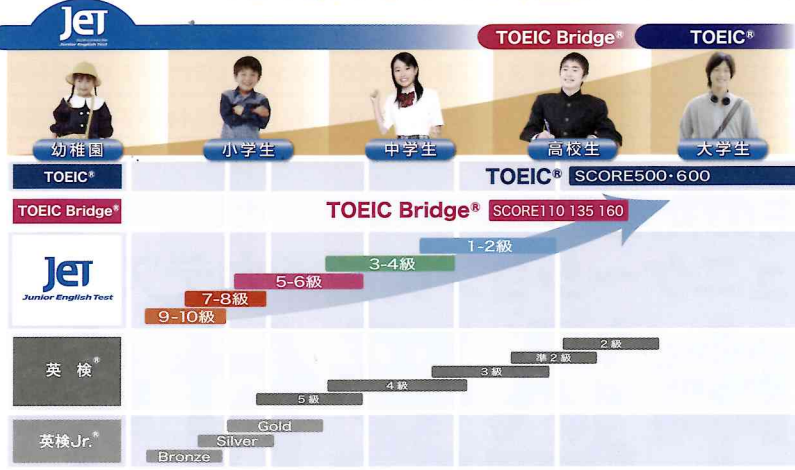 JET
Junior English Test
TOEIC Bridge®
TOEIC®
幼稚園
小学生
中学生
高校生
大学生
TOEIC®
TOEIC® SCORE500・600
TOEIC Bridge®
TOEIC Bridge® SCORE110 135 160
JET
Junior English Test
1-2級
3-4級
5-6級
7-8級
9-10級
英検®
2級
準2級
3級
4級
5級
英検Jr.®
Gold
Silver
Bronze